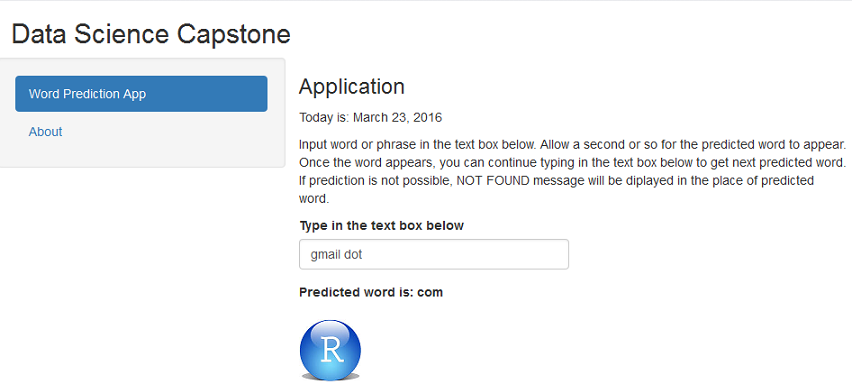 Data Science Capstone
Word Prediction App
About
Application
Today is: March 23, 2016
Input word or phrase in the text box below. Allow a second or so for the predicted word to appear.
Once the word appears, you can continue typing in the text box below to get next predicted word.
If prediction is not possible, NOT FOUND message will be diplayed in the place of predicted
word.
Type in the text box below
gmail dot
Predicted word is: com
R